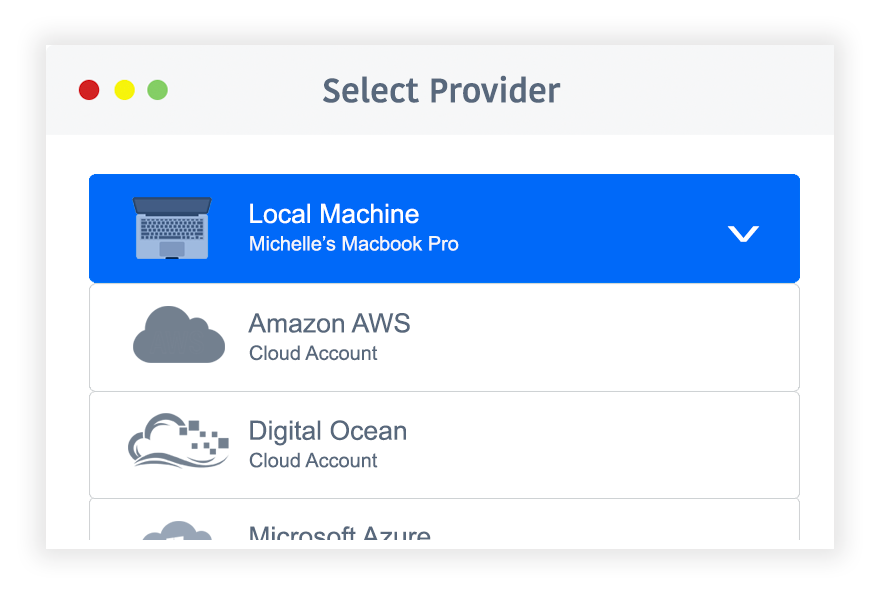 Select Provider
Local Machine
Michelle’s Macbook Pro
Amazon AWS
Cloud Account
Digital Ocean
Cloud Account
Microsoft Azure